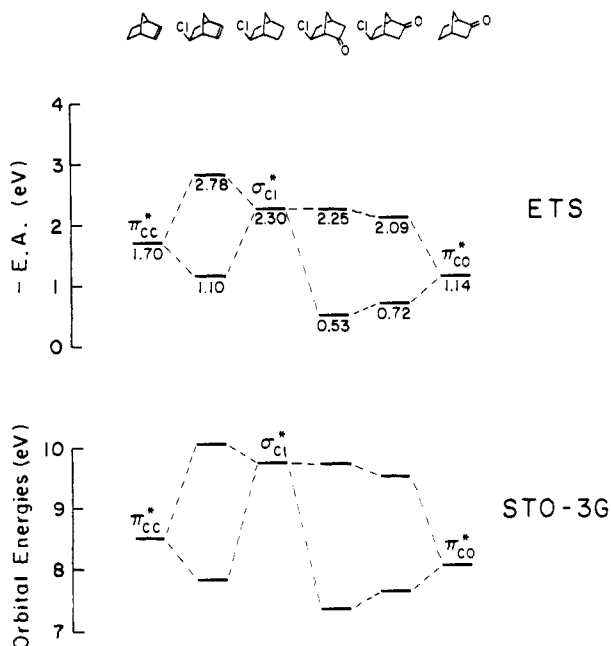 Cl Cl Cl O Cl O O
4
3
2
1
0
– E.A. (eV)
π*CC
1.70
2.78
1.10
σ*Cl
2.30
2.25
0.53
2.09
0.72
π*CO
1.14
ETS
10
9
8
7
Orbital Energies (eV)
π*CC
σ*Cl
π*CO
STO-3G